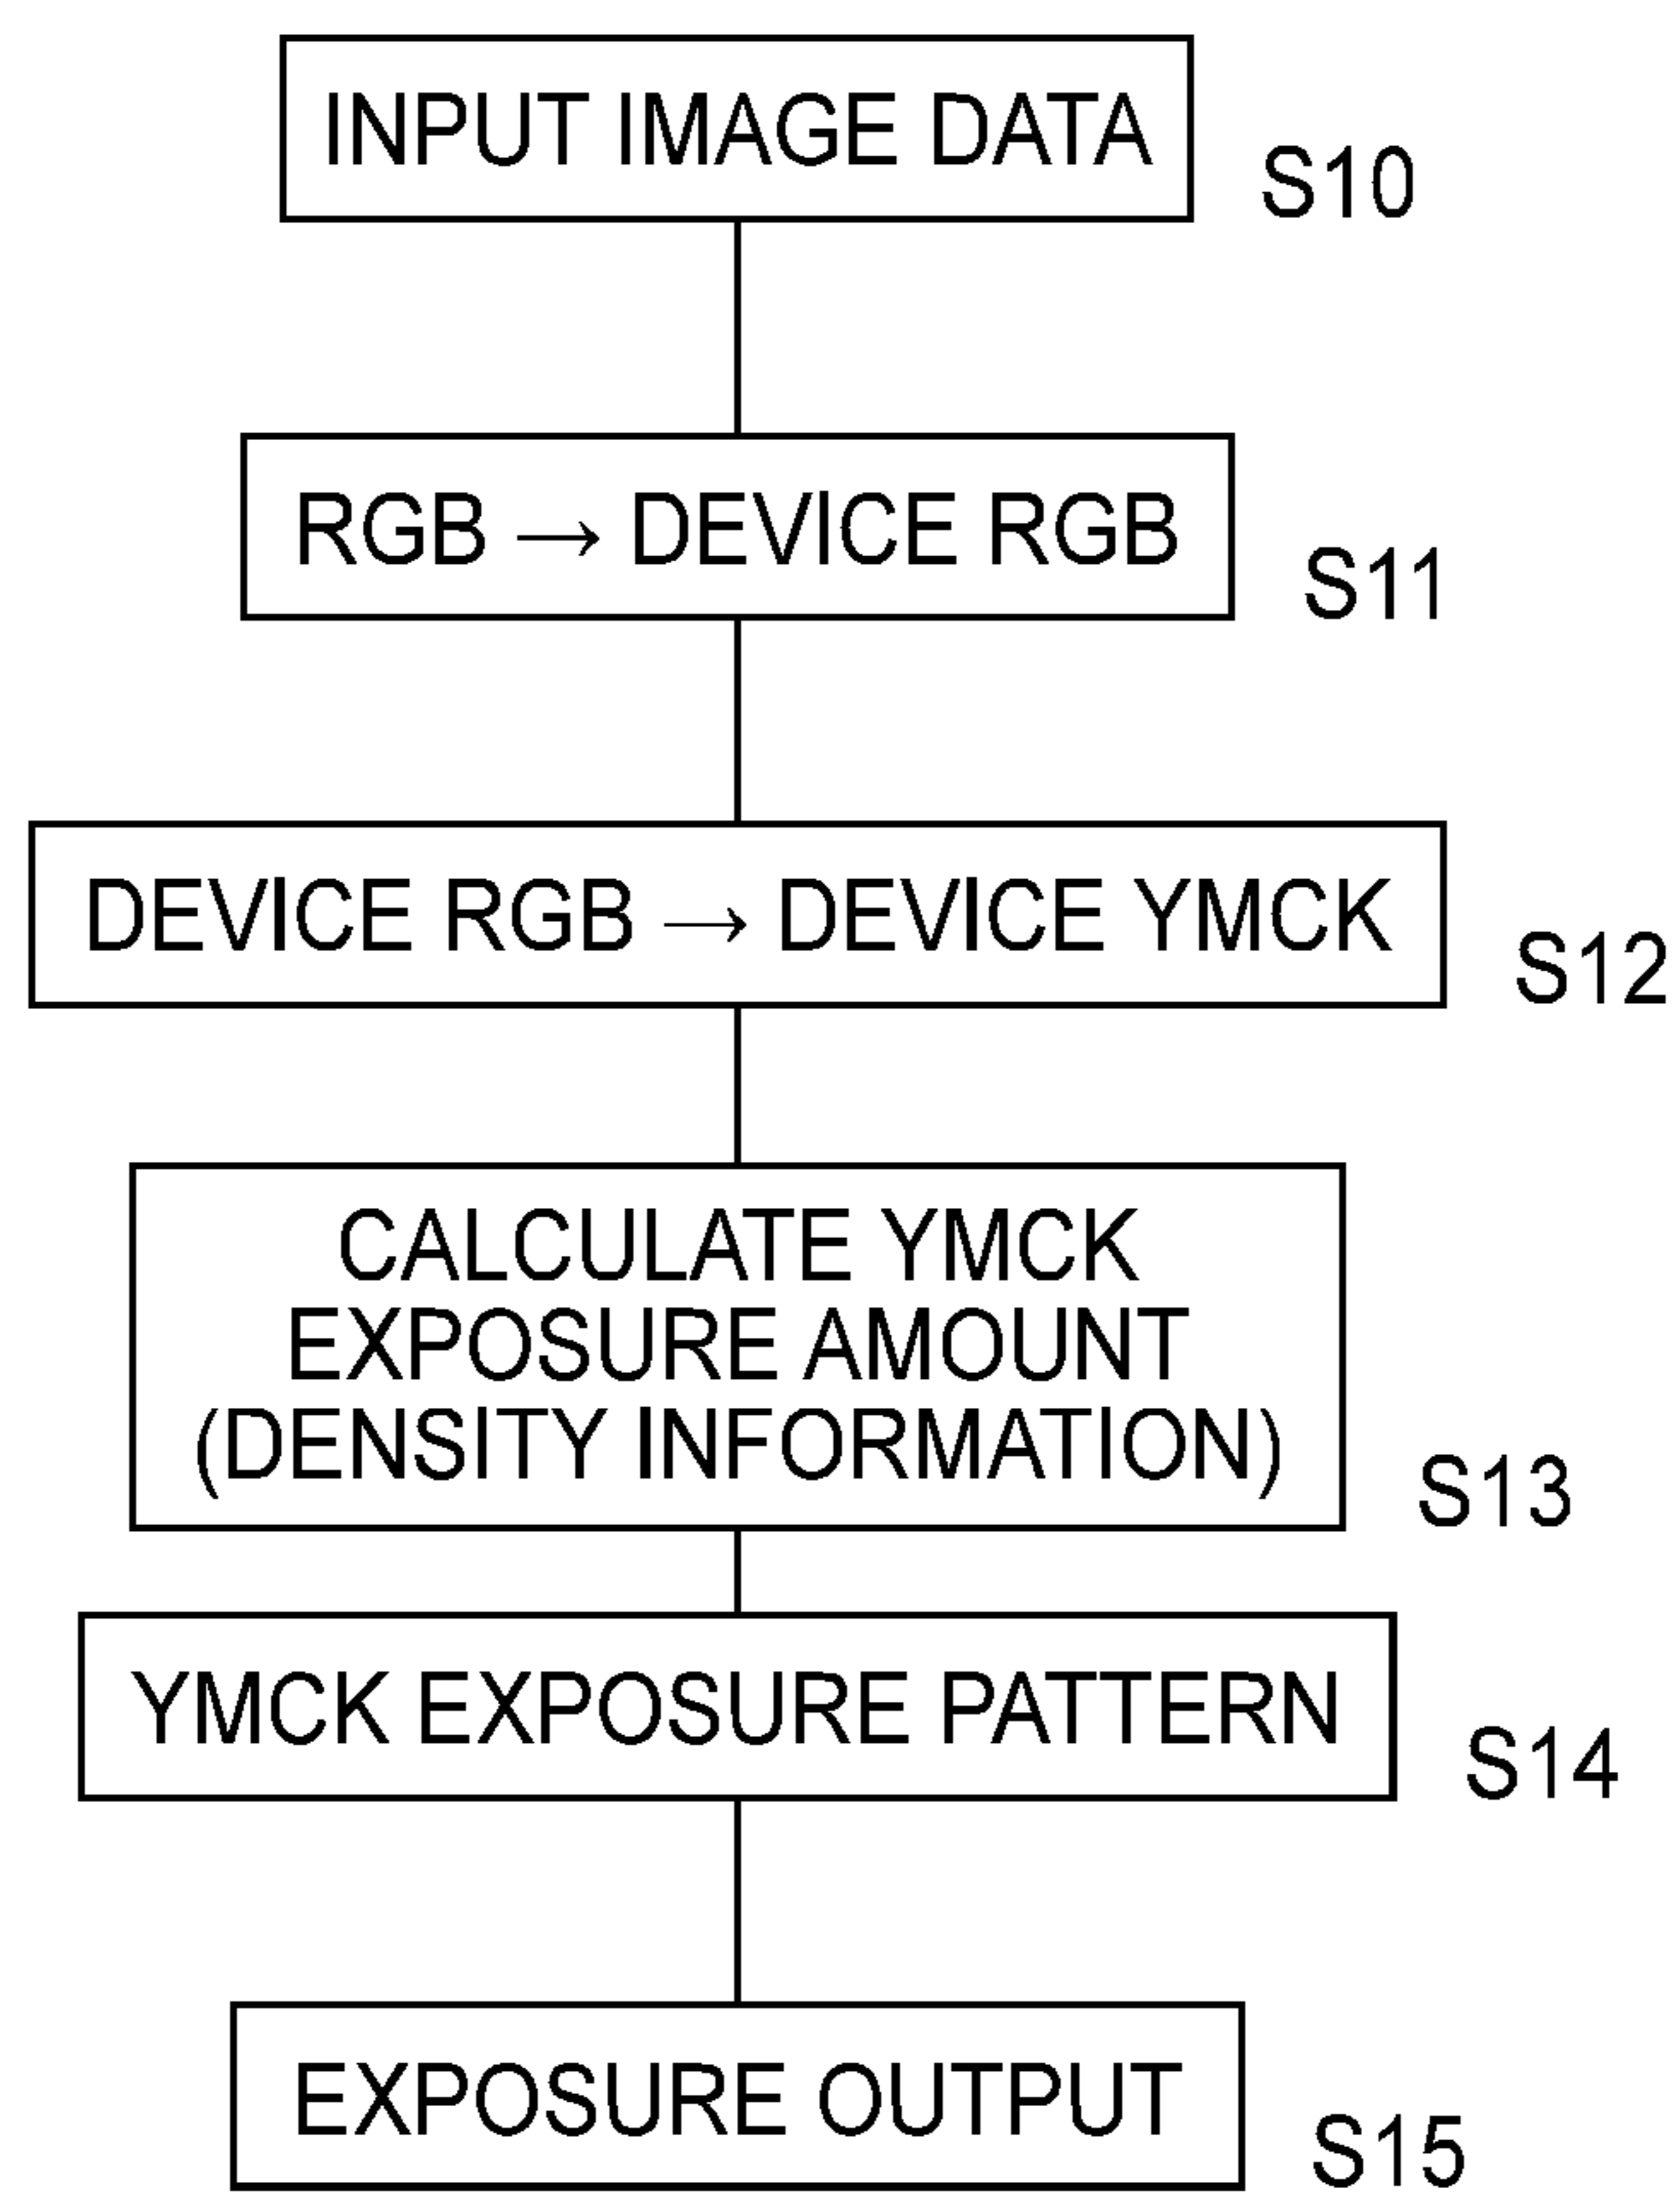 INPUT IMAGE DATA
S10
RGB → DEVICE RGB
S11
DEVICE RGB → DEVICE YMCK
S12
CALCULATE YMCK
EXPOSURE AMOUNT
(DENSITY INFORMATION)
S13
YMCK EXPOSURE PATTERN
S14
EXPOSURE OUTPUT
S15